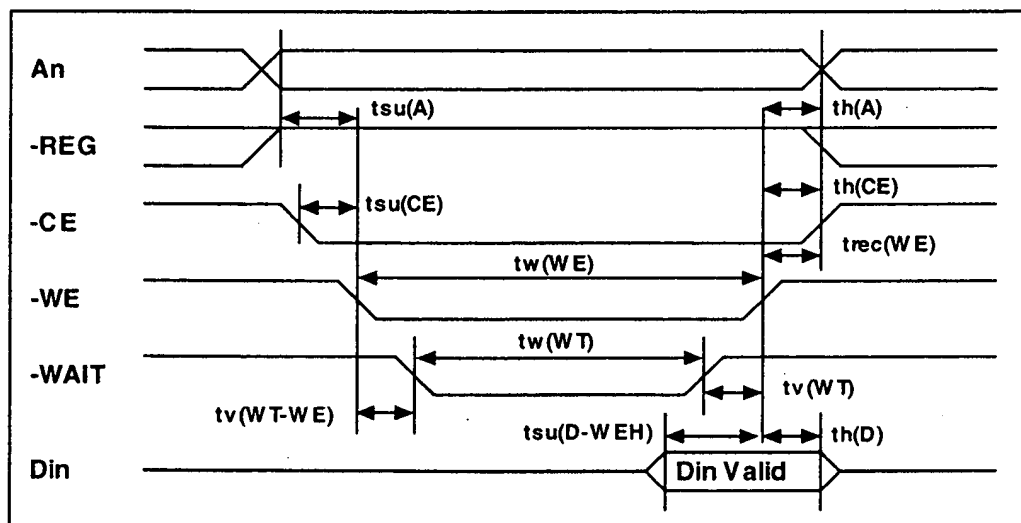 An
tsu(A)
th(A)
-REG
tsu(CE)
th(CE)
-CE
trec(WE)
tw(WE)
-WE
tw(WT)
-WAIT
tv(WT-WE)
tv(WT)
tsu(D-WEH)
th(D)
Din
Din Valid